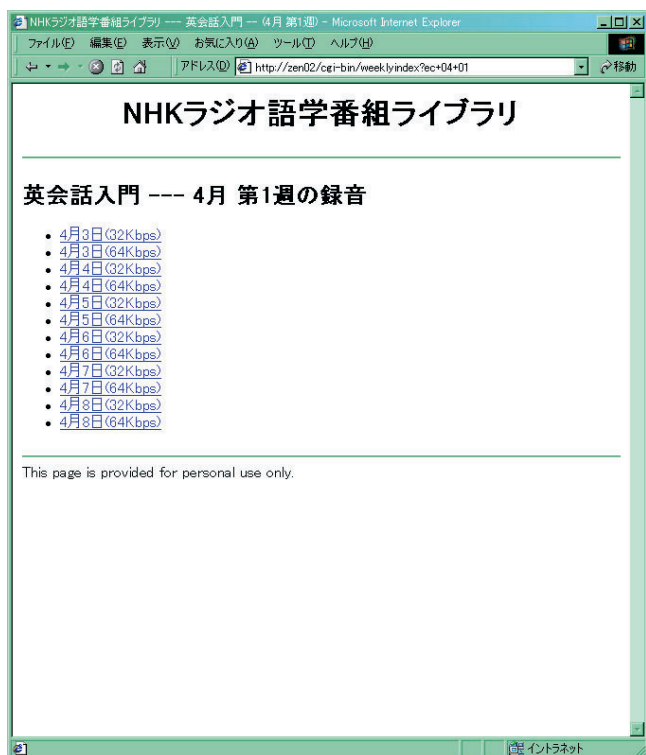 NHKラジオ語学番組ライブラリ --- 英会話入門 -- (4月 第1週) - Microsoft Internet Explorer
ファイル(F) 編集(E) 表示(V) お気に入り(A) ツール(T) ヘルプ(H)
アドレス(D) http://zen02/cgi-bin/weeklyindex?ec+04+01 移動
NHKラジオ語学番組ライブラリ
英会話入門 --- 4月 第1週の録音
4月3日(32Kbps)
4月3日(64Kbps)
4月4日(32Kbps)
4月4日(64Kbps)
4月5日(32Kbps)
4月5日(64Kbps)
4月6日(32Kbps)
4月6日(64Kbps)
4月7日(32Kbps)
4月7日(64Kbps)
4月8日(32Kbps)
4月8日(64Kbps)
This page is provided for personal use only.
イントラネット